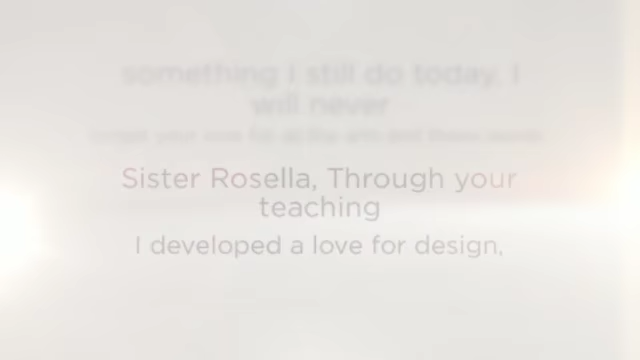 something I still do today. I
will never
Sister Rosella, Through your
teaching
I developed a love for design,